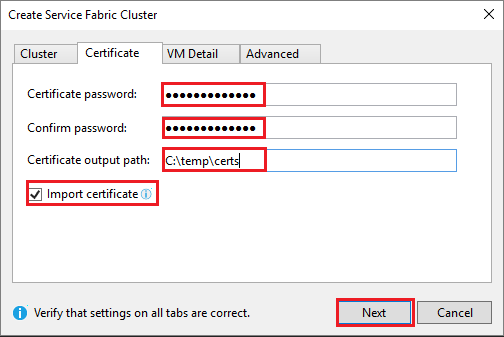 Create Service Fabric Cluster
Cluster Certificate VM Detail Advanced
Certificate password: ●●●●●●●●●●●●●
Confirm password: ●●●●●●●●●●●●●
Certificate output path: C:\temp\certs
Import certificate
Verify that settings on all tabs are correct. Next Cancel